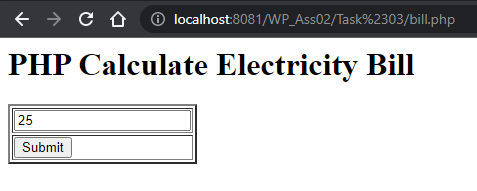 localhost:8081/WP_Ass02/Task%2303/bill.php
PHP Calculate Electricity Bill
25
Submit